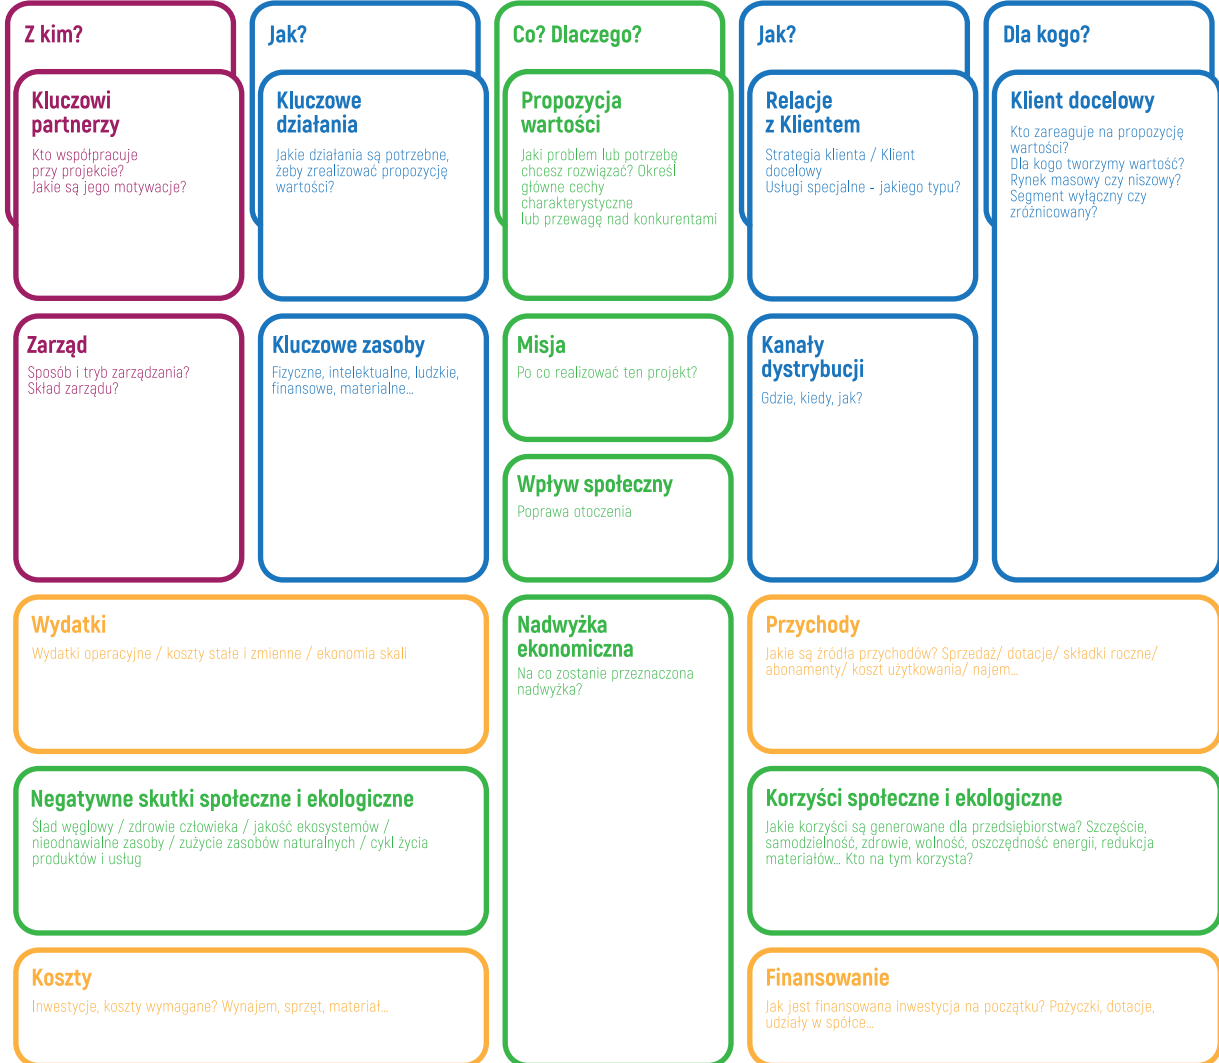 Z kim?
Kluczowi
partnerzy
Kto współpracuje
przy projekcie?
Jakie są jego motywacje?
Zarząd
Sposób i tryb zarządzania?
Skład zarządu?
Jak?
Kluczowe
działania
Jakie działania są potrzebne,
żeby zrealizować propozycję
wartości?
Kluczowe zasoby
Fizyczne, intelektualne, ludzkie,
finansowe, materialne...
Co? Dlaczego?
Propozycja
wartości
Jaki problem lub potrzebę
chcesz rozwiązać? Określ
główne cechy
charakterystyczne
lub przewagę nad konkurentami
Misja
Po co realizować ten projekt?
Wpływ społeczny
Poprawa otoczenia
Jak?
Relacje
z Klientem
Strategia klienta / Klient
docelowy
Usługi specjalne - jakiego typu?
Kanały
dystrybucji
Gdzie, kiedy, jak?
Dla kogo?
Klient docelowy
Kto zareaguje na propozycję
wartości?
Dla kogo tworzymy wartość?
Rynek masowy czy niszowy?
Segment wyłączny czy
zróżnicowany?
Wydatki
Wydatki operacyjne / koszty stałe i zmienne / ekonomia skali
Negatywne skutki społeczne i ekologiczne
Ślad węglowy / zdrowie człowieka / jakość ekosystemów /
nieodnawialne zasoby / zużycie zasobów naturalnych / cykl życia
produktów i usług
Koszty
Inwestycje, koszty wymagane? Wynajem, sprzęt, materiał...
Nadwyżka
ekonomiczna
Na co zostanie przeznaczona
nadwyżka?
Przychody
Jakie są źródła przychodów? Sprzedaż/ dotacje/ składki roczne/
abonamenty/ koszt użytkowania/ najem...
Korzyści społeczne i ekologiczne
Jakie korzyści są generowane dla przedsiębiorstwa? Szczęście,
samodzielność, zdrowie, wolność, oszczędność energii, redukcja
materiałów... Kto na tym korzysta?
Finansowanie
Jak jest finansowana inwestycja na początku? Pożyczki, dotacje,
udziały w spółce...